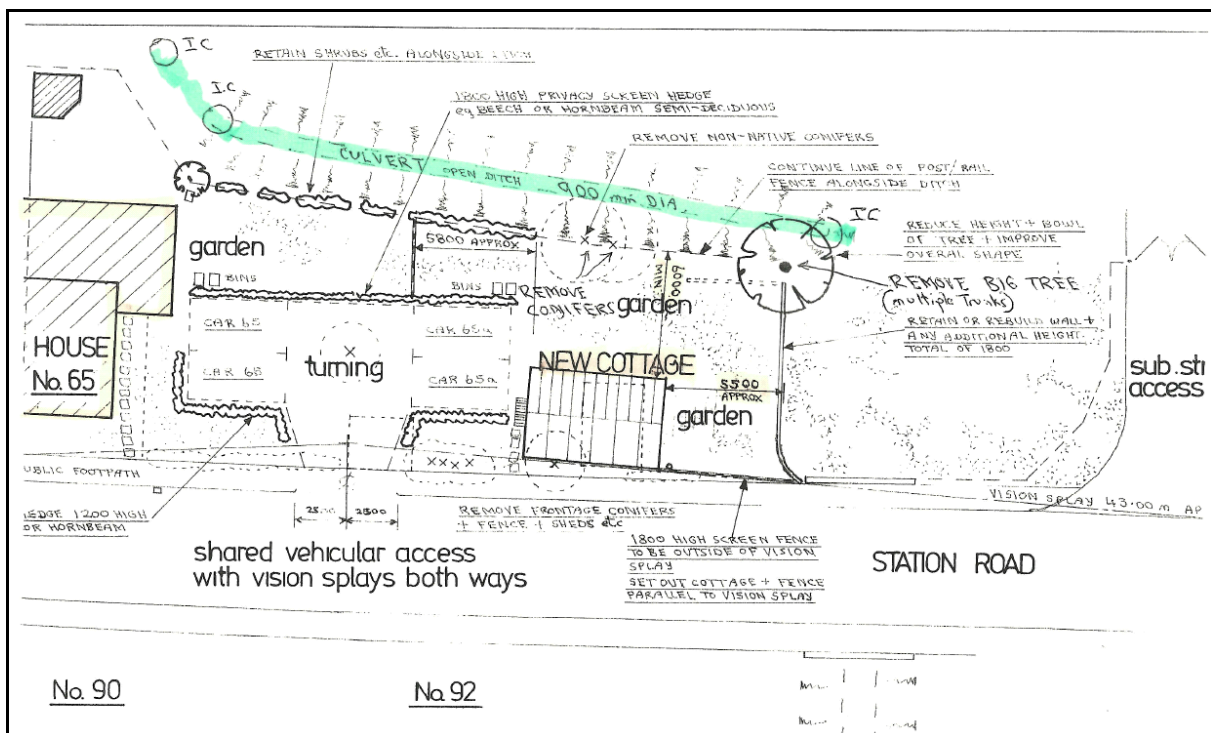 IC
RETAIN SHRUBS etc. ALONGSIDE
IC
1800 HIGH PRIVACY SCREEN HEDGE
eg BEECH OR HORNBEAM SEMI-DECIDUOUS
REMOVE NON-NATIVE CONIFERS
CULVERT OPEN DITCH 900 min DIA
CONTINUE LINE OF POST/RAIL
FENCE ALONGSIDE DITCH
IC
REDUCE HEIGHT + BOWL
OF TREE + IMPROVE
OVERAL SHAPE
REMOVE BIG TREE
(multiple Trunks)
RETAIN OR REBUILD WALL +
ANY ADDITIONAL HEIGHT
TOTAL OF 1800
garden
5800 APPROX
BINS
BINS
REMOVE
CONIFERS
garden
9000
MIN
CAR 65
CAR 65a
HOUSE
No. 65
CAR 65
turning
CAR 65a
NEW COTTAGE
5500
APPROX
garden
sub.st
access
UBLIC FOOTPATH
EDGE 1200 HIGH
OR HORNBEAM
2500
REMOVE FRONTAGE CONIFERS
+ FENCE + SHEDS etc
VISION SPLAY 43.00 m AP
shared vehicular access
with vision splays both ways
1800 HIGH SCREEN FENCE
TO BE OUTSIDE OF VISION
SPLAY
SET OUT COTTAGE + FENCE
PARALLEL TO VISION SPLAY
STATION ROAD
No. 90
No. 92